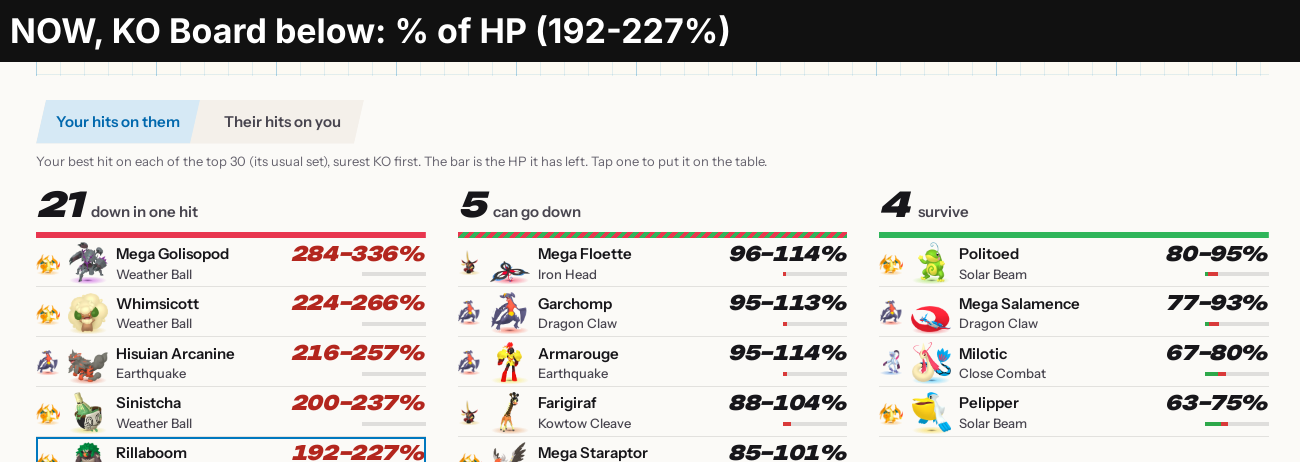 NOW, KO Board below: % of HP (192-227%)
Your hits on them
Their hits on you
Your best hit on each of the top 30 (its usual set), surest KO first. The bar is the HP it has left. Tap one to put it on the table.
21 down in one hit
Mega Golisopod 284–336%
Weather Ball
Whimsicott 224–266%
Weather Ball
Hisuian Arcanine 216–257%
Earthquake
Sinistcha 200–237%
Weather Ball
Rillaboom 192–227%
5 can go down
Mega Floette 96–114%
Iron Head
Garchomp 95–113%
Dragon Claw
Armarouge 95–114%
Earthquake
Farigiraf 88–104%
Kowtow Cleave
Mega Staraptor 85–101%
4 survive
Politoed 80–95%
Solar Beam
Mega Salamence 77–93%
Dragon Claw
Milotic 67–80%
Close Combat
Pelipper 63–75%
Solar Beam